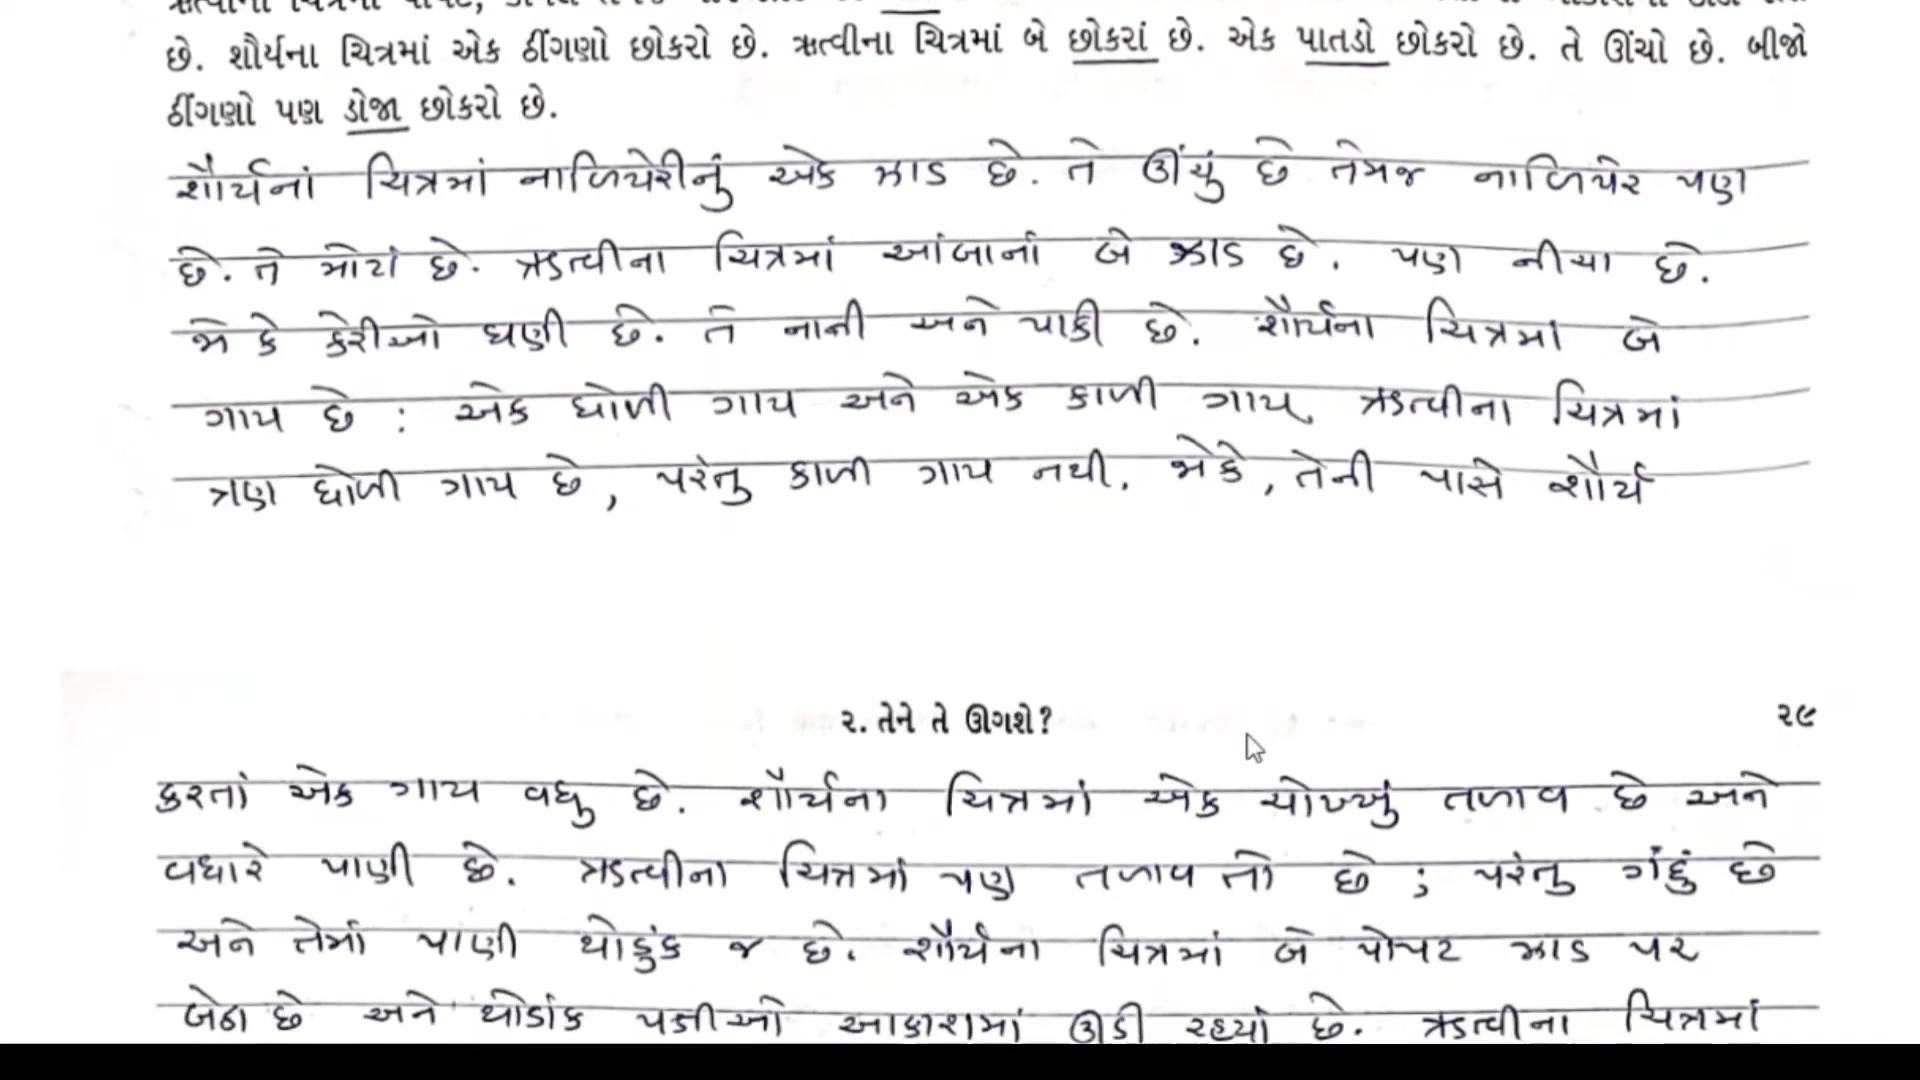 છે. શૌર્યના ચિત્રમાં એક ઠીંગણો છોકરો છે. ઋત્વીના ચિત્રમાં બે છોકરાં છે. એક પાતડો છોકરો છે. તે ઊંચો છે. બીજો
ઠીંગણો પણ ડોજા છોકરો છે.
શૌર્યનાં ચિત્રમાં નાળિયેરીનું એક ઝાડ છે. તે ઊંચું છે તેમજ નાળિયેર પણ
છે. તે મોટાં છે. ઋત્વીના ચિત્રમાં આંબાનાં બે ઝાડ છે. પણ નીચા છે.
જો કે કેરીઓ ઘણી છે. તે નાની અને પાકી છે. શૌર્યના ચિત્રમાં બે
ગાય છે : એક ધોળી ગાય અને એક કાળી ગાય. ઋત્વીના ચિત્રમાં
ત્રણ ધોળી ગાય છે, પરંતુ કાળી ગાય નથી. જોકે, તેની પાસે શૌર્ય
૨. તેને તે ઊગશે? ૨૯
કરતાં એક ગાય વધુ છે. શૌર્યના ચિત્રમાં એક ચોખ્ખું તળાવ છે અને
વધારે પાણી છે. ઋત્વીના ચિત્રમાં પણ તળાવ તો છે ; પરંતુ ગંદું છે
અને તેમાં પાણી થોડુંક જ છે. શૌર્યના ચિત્રમાં બે પોપટ ઝાડ પર
બેઠા છે અને થોડાંક પક્ષીઓ આકાશમાં ઊડી રહ્યાં છે. ઋત્વીના ચિત્રમાં